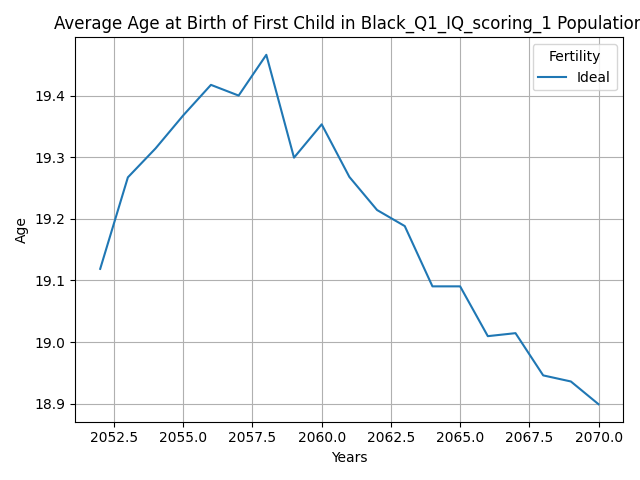 Average Age at Birth of First Child in Black_Q1_IQ_scoring_1 Population
Fertility
Ideal
19.4
19.3
19.2
19.1
19.0
18.9
Age
2052.5 2055.0 2057.5 2060.0 2062.5 2065.0 2067.5 2070.0
Years